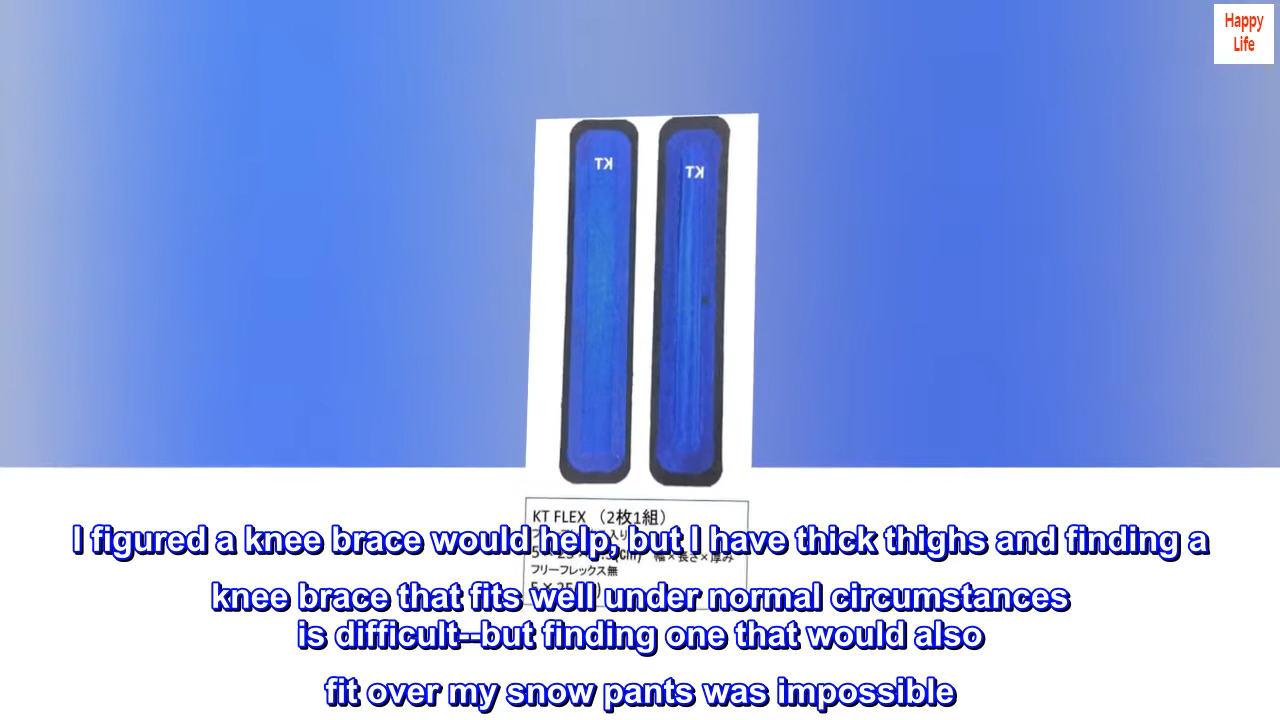 Happy
Life
KT
KT
KT FLEX （2枚1組）
I figured a knee brace would help, but I have thick thighs and finding a
フリーフレックス無
knee brace that fits well under normal circumstances
is difficult--but finding one that would also
fit over my snow pants was impossible